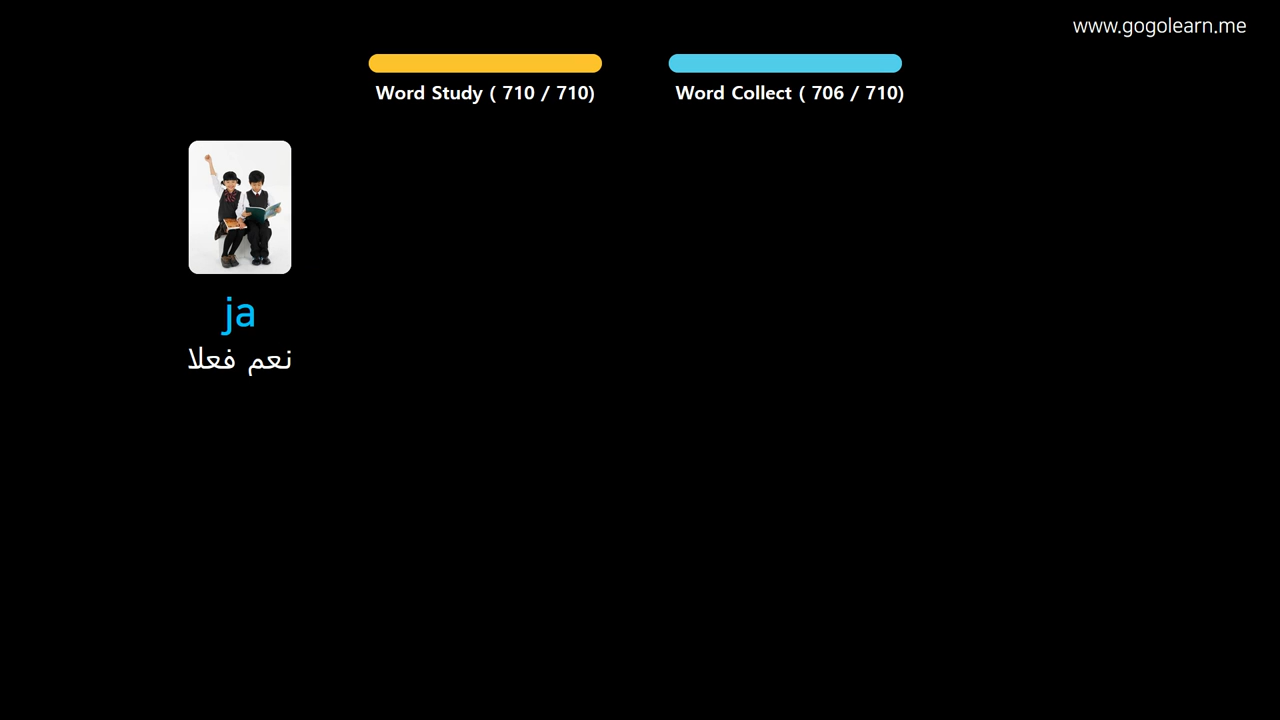 www.gogolearn.me
Word Study ( 710 / 710)
Word Collect ( 706 / 710)
ja
نعم فعلا